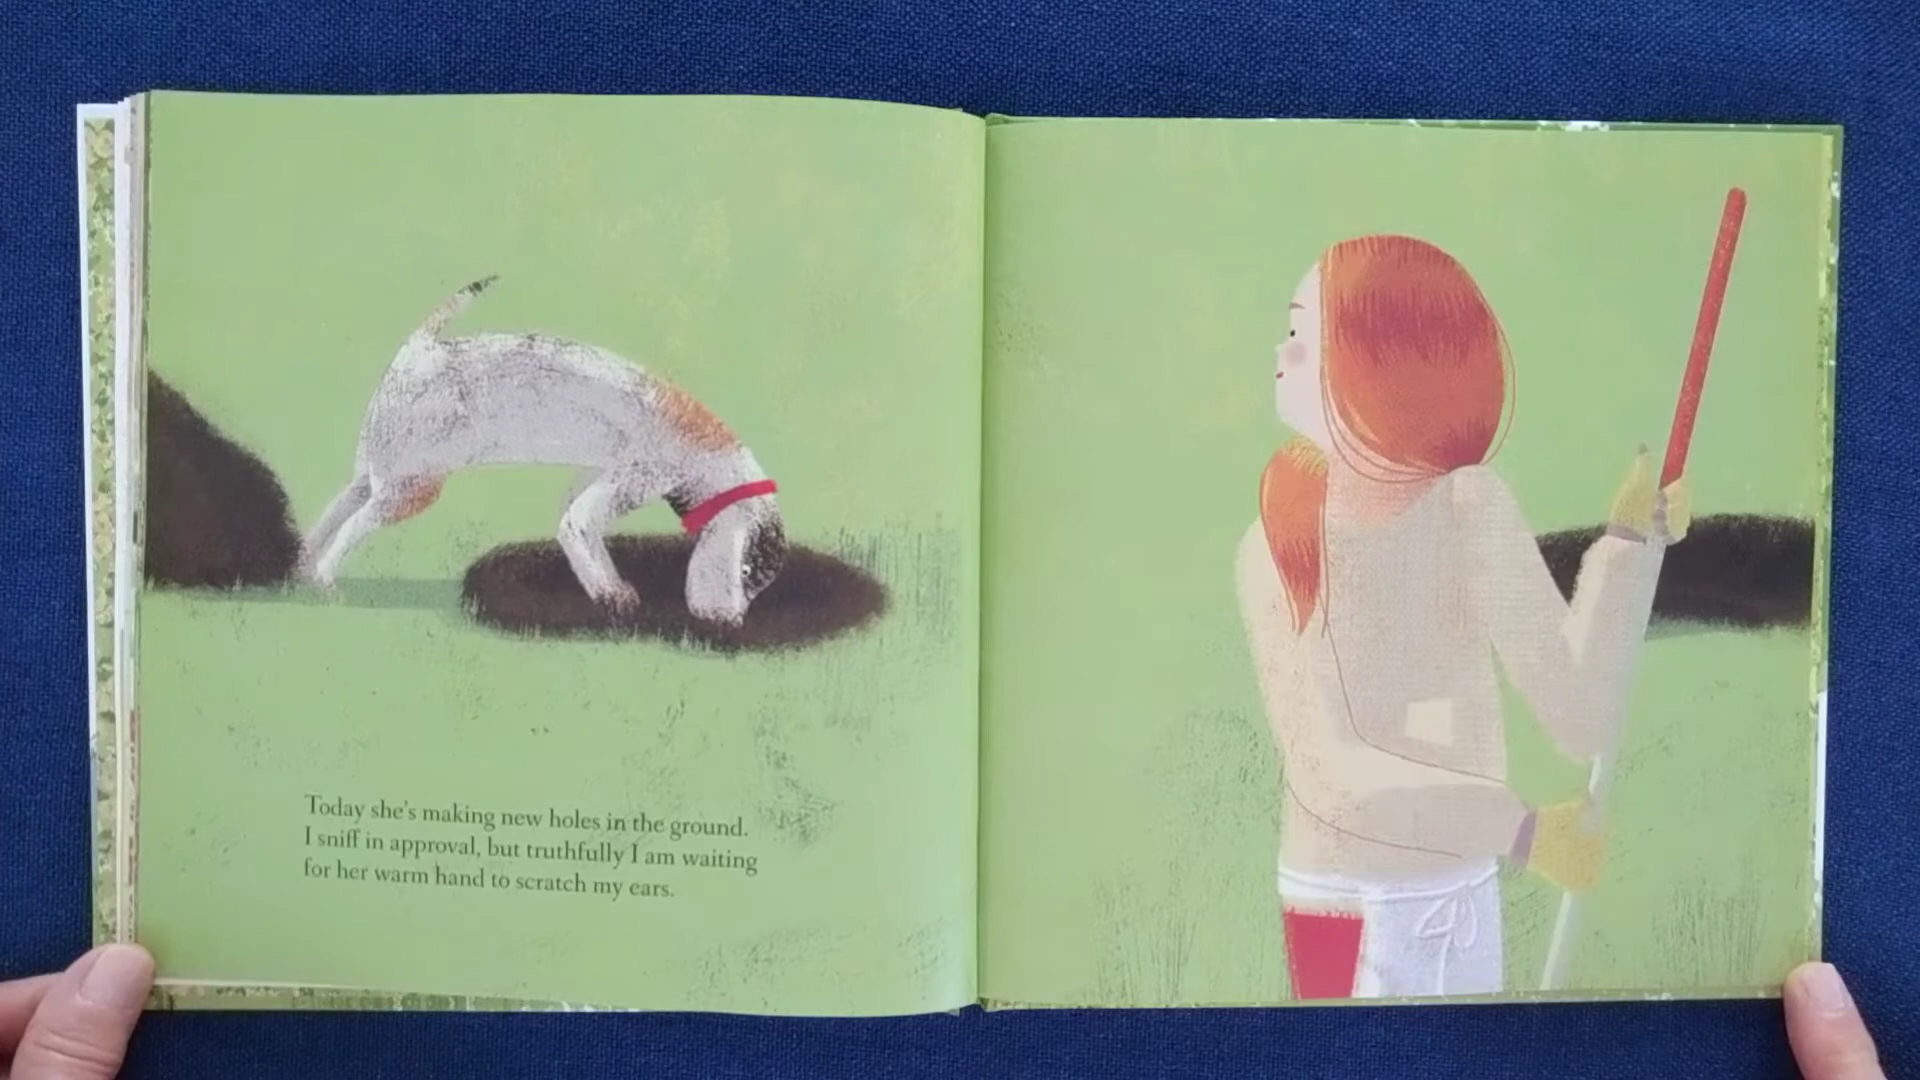 Today she's making new holes in the ground.
I sniff in approval, but truthfully I am waiting
for her warm hand to scratch my ears.